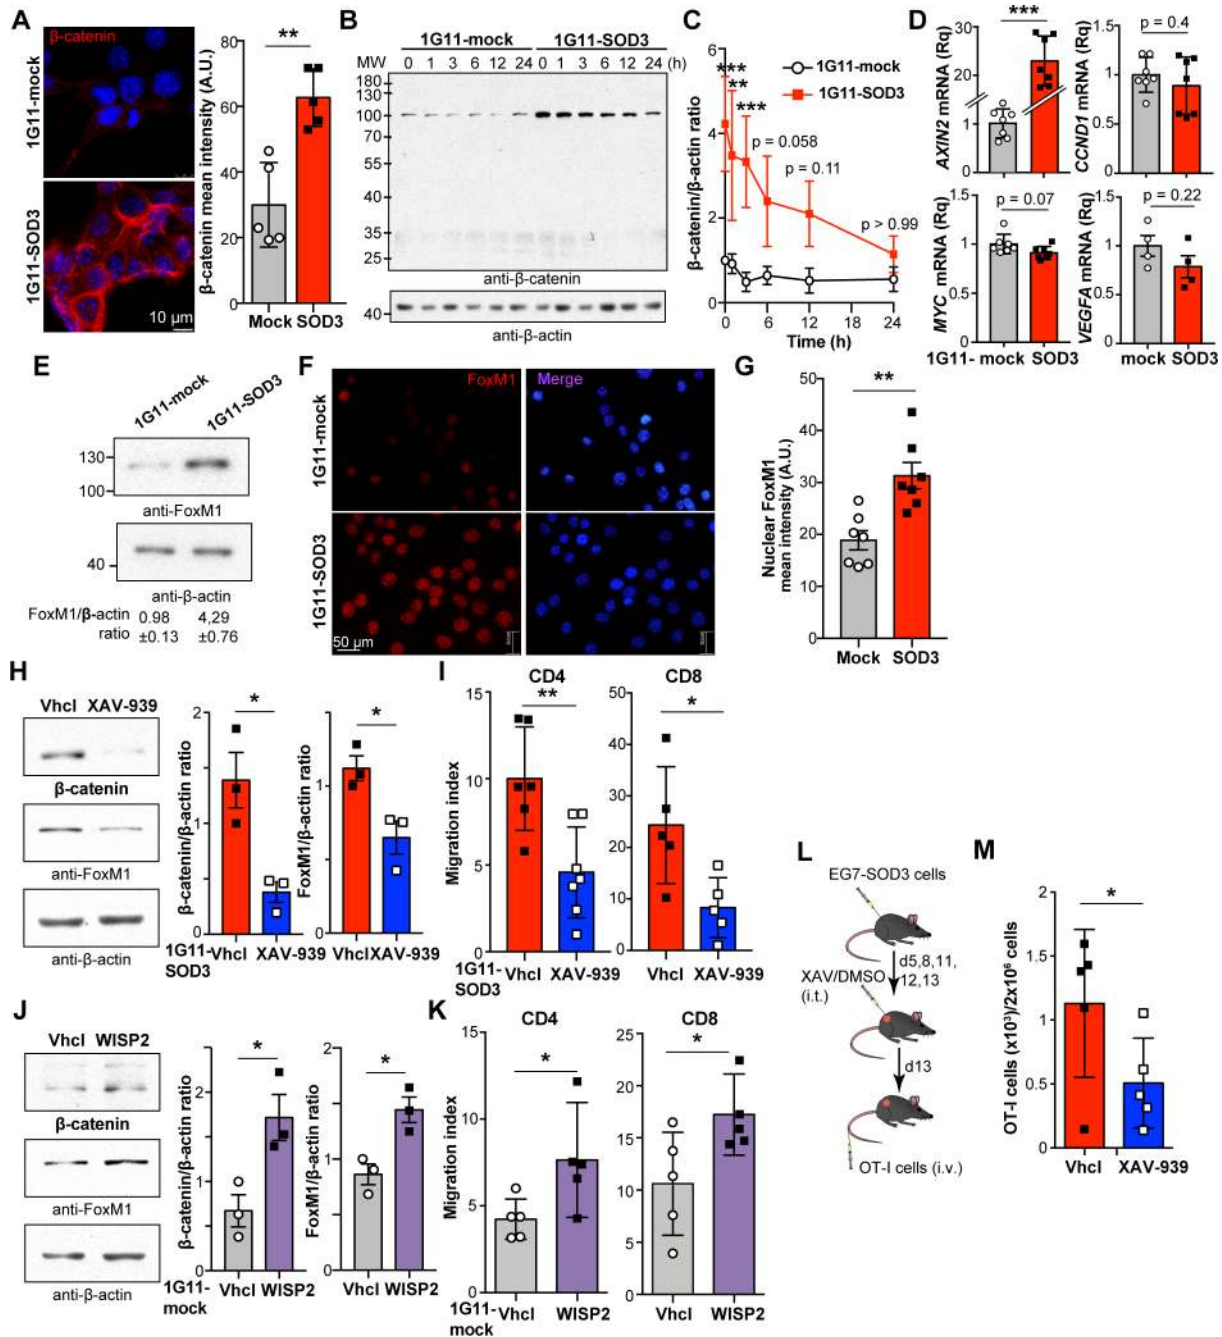 A
β-catenin
1G11-mock
1G11-SOD3
10 μm
β-catenin mean intensity (A.U.)
80
60
40
20
0
**
Mock SOD3
B
1G11-mock 1G11-SOD3
MW 0 1 3 6 12 24 0 1 3 6 12 24 (h)
180
130
100
70
55
40
35
25
anti-β-catenin
40
anti-β-actin
C
β-catenin/β-actin ratio
6
4
2
0
1G11-mock
1G11-SOD3
***
**
***
p = 0.058
p = 0.11
p > 0.99
0 6 12 18 24
Time (h)
D
AXIN2 mRNA (Rq)
30
20
10
1
0
***
CCND1 mRNA (Rq)
1.5
1
0.5
0
p = 0.4
MYC mRNA (Rq)
1.5
1
0.5
0
p = 0.07
VEGFA mRNA (Rq)
1.5
1
0.5
0
p = 0.22
1G11- mock SOD3
mock SOD3
E
1G11-mock
1G11-SOD3
130
100
anti-FoxM1
40
anti-β-actin
FoxM1/β-actin 0.98 4,29
ratio ±0.13 ±0.76
F
FoxM1 Merge
1G11-mock
1G11-SOD3
50 μm
G
Nuclear FoxM1
mean intensity (A.U.)
50
40
30
20
10
0
**
Mock SOD3
H
Vhcl XAV-939
β-catenin
anti-FoxM1
anti-β-actin
β-catenin/β-actin ratio
2
1
0
*
1G11-
SOD3
Vhcl XAV-939
FoxM1/β-actin ratio
1
0
*
VhclXAV-939
I
CD4
Migration index
15
10
5
0
**
1G11-
SOD3
Vhcl XAV-939
CD8
50
40
30
20
10
0
*
Vhcl XAV-939
J
Vhcl WISP2
β-catenin
anti-FoxM1
anti-β-actin
β-catenin/β-actin ratio
2
1
0
*
1G11-
mock
Vhcl WISP2
FoxM1/β-actin ratio
2
1
0
*
Vhcl WISP2
K
CD4
Migration index
15
10
5
0
*
1G11-
mock
Vhcl WISP2
CD8
25
20
15
10
5
0
*
Vhcl WISP2
L
EG7-SOD3 cells
d5,8,11,
12,13
XAV/DMSO
(i.t.)
d13
OT-I cells (i.v.)
M
OT-I cells (x10³)/2x10⁶ cells
2
1.5
1
0.5
0
*
Vhcl XAV-939